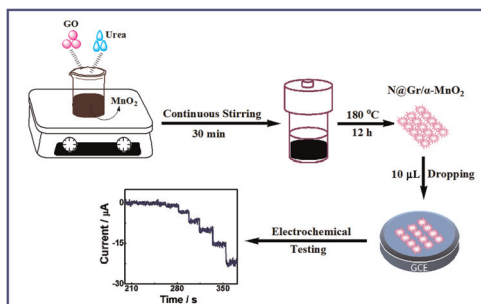 GO
Urea
MnO2
Continuous Stirring
30 min
180 °C
12 h
N@Gr/α-MnO2
10 μL
Dropping
GCE
Electrochemical
Testing
Current / μA
0
-15
-30
210
280
350
Time / s